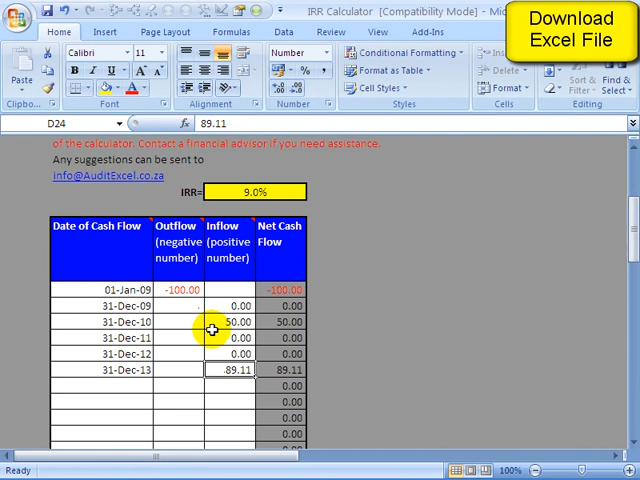 IRR Calculator [Compatibility Mode] - Mic
Download
Excel File
Home Insert Page Layout Formulas Data Review View Add-Ins
Paste
Clipbo...
Calibri 11
B I U A A
A
Font
Alignment
Number
$ % ,
Number
Conditional Formatting
Format as Table
Cell Styles
Styles
Cells
Sort &
Filter
Find &
Select
Editing
D24 fx 89.11
of the calculator. Contact a financial advisor if you need assistance.
Any suggestions can be sent to
info@AuditExcel.co.za
IRR= 9.0%
Date of Cash Flow Outflow (negative number) Inflow (positive number) Net Cash Flow
01-Jan-09 -100.00 -100.00
31-Dec-09 0.00 0.00
31-Dec-10 50.00 50.00
31-Dec-11 0.00 0.00
31-Dec-12 0.00 0.00
31-Dec-13 89.11 89.11
0.00
0.00
0.00
0.00
Ready 100%